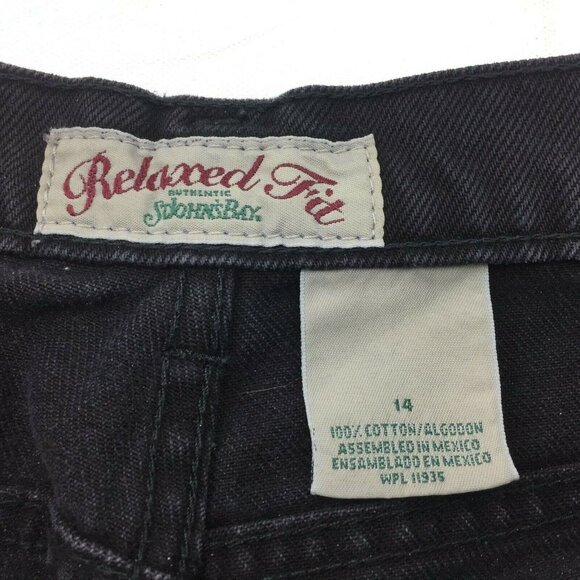 Relaxed Fit
AUTHENTIC
ST. JOHN'S BAY.
14
100% COTTON/ALGODON
ASSEMBLED IN MEXICO
ENSAMBLADO EN MEXICO
WPL 11935